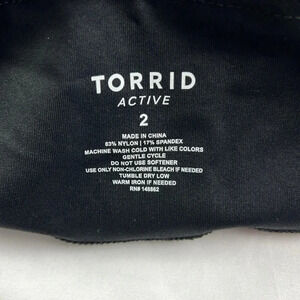 TORRID
ACTIVE
2
MADE IN CHINA
83% NYLON | 17% SPANDEX
MACHINE WASH COLD WITH LIKE COLORS
GENTLE CYCLE
DO NOT USE SOFTENER
USE ONLY NON-CHLORINE BLEACH IF NEEDED
TUMBLE DRY LOW
WARM IRON IF NEEDED
RN# 148862